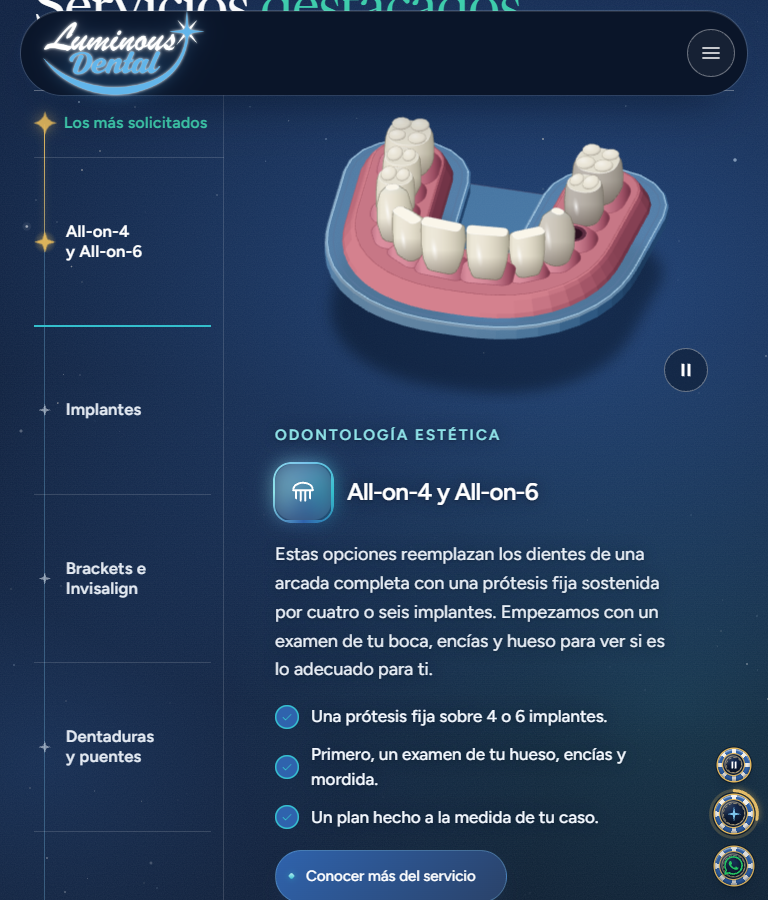 Servicios destacados
Luminous
Dental
Los más solicitados
All-on-4
y All-on-6
Implantes
Brackets e
Invisalign
Dentaduras
y puentes
ODONTOLOGÍA ESTÉTICA
All-on-4 y All-on-6
Estas opciones reemplazan los dientes de una
arcada completa con una prótesis fija sostenida
por cuatro o seis implantes. Empezamos con un
examen de tu boca, encías y hueso para ver si es
lo adecuado para ti.
Una prótesis fija sobre 4 o 6 implantes.
Primero, un examen de tu hueso, encías y
mordida.
Un plan hecho a la medida de tu caso.
Conocer más del servicio